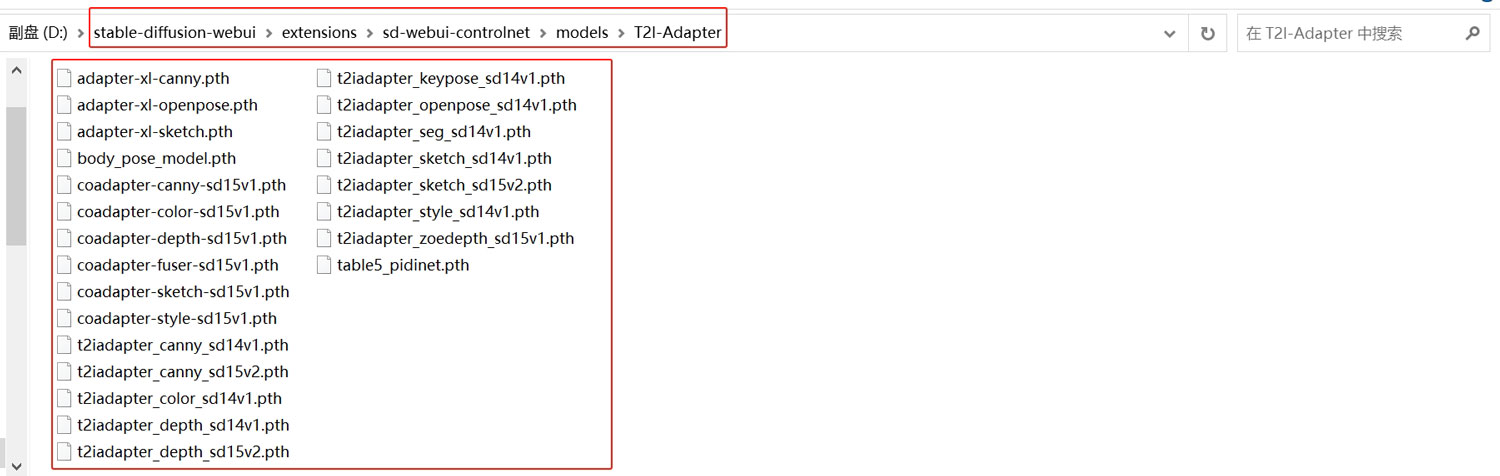 副盘 (D:) > stable-diffusion-webui > extensions > sd-webui-controlnet > models > T2I-Adapter
在 T2I-Adapter 中搜索
adapter-xl-canny.pth
adapter-xl-openpose.pth
adapter-xl-sketch.pth
body_pose_model.pth
coadapter-canny-sd15v1.pth
coadapter-color-sd15v1.pth
coadapter-depth-sd15v1.pth
coadapter-fuser-sd15v1.pth
coadapter-sketch-sd15v1.pth
coadapter-style-sd15v1.pth
t2iadapter_canny_sd14v1.pth
t2iadapter_canny_sd15v2.pth
t2iadapter_color_sd14v1.pth
t2iadapter_depth_sd14v1.pth
t2iadapter_depth_sd15v2.pth
t2iadapter_keypose_sd14v1.pth
t2iadapter_openpose_sd14v1.pth
t2iadapter_seg_sd14v1.pth
t2iadapter_sketch_sd14v1.pth
t2iadapter_sketch_sd15v2.pth
t2iadapter_style_sd14v1.pth
t2iadapter_zoedepth_sd15v1.pth
table5_pidinet.pth